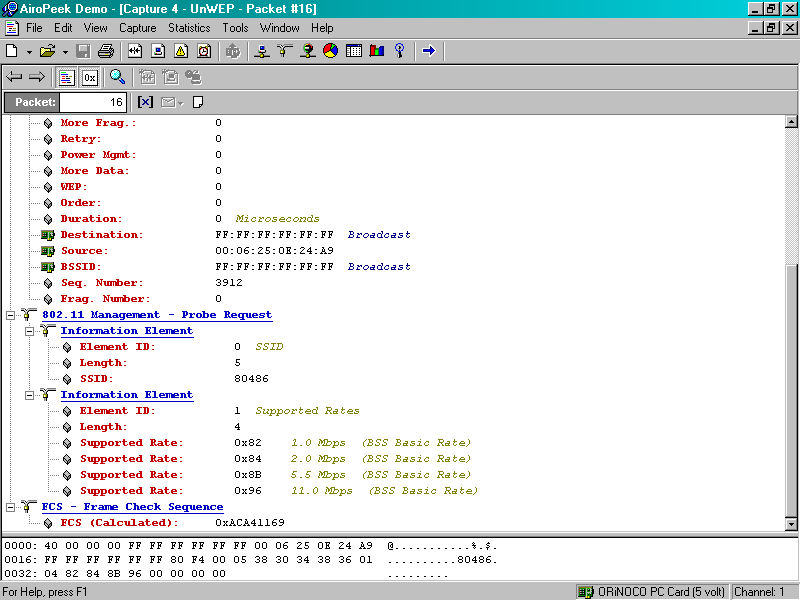 AiroPeek Demo - [Capture 4 - UnWEP - Packet #16]
File Edit View Capture Statistics Tools Window Help
0x
Packet: 16 [x]
More Frag.: 0
Retry: 0
Power Mgmt: 0
More Data: 0
WEP: 0
Order: 0
Duration: 0 Microseconds
Destination: FF:FF:FF:FF:FF:FF Broadcast
Source: 00:06:25:0E:24:A9
BSSID: FF:FF:FF:FF:FF:FF Broadcast
Seq. Number: 3912
Frag. Number: 0
802.11 Management - Probe Request
Information Element
Element ID: 0 SSID
Length: 5
SSID: 80486
Information Element
Element ID: 1 Supported Rates
Length: 4
Supported Rate: 0x82 1.0 Mbps (BSS Basic Rate)
Supported Rate: 0x84 2.0 Mbps (BSS Basic Rate)
Supported Rate: 0x8B 5.5 Mbps (BSS Basic Rate)
Supported Rate: 0x96 11.0 Mbps (BSS Basic Rate)
FCS - Frame Check Sequence
FCS (Calculated): 0xACA41169
0000: 40 00 00 00 FF FF FF FF FF FF 00 06 25 0E 24 A9 @...........%.$.
0016: FF FF FF FF FF FF 80 F4 00 05 38 30 34 38 36 01 ..........80486.
0032: 04 82 84 8B 96 00 00 00 00 .........
For Help, press F1 ORiNOCO PC Card (5 volt) Channel: 1